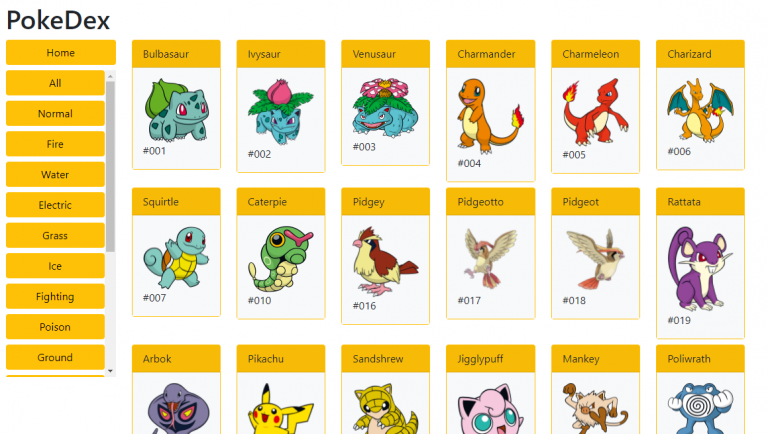 PokeDex
Home
All
Normal
Fire
Water
Electric
Grass
Ice
Fighting
Poison
Ground
Bulbasaur
#001
Ivysaur
#002
Venusaur
#003
Charmander
#004
Charmeleon
#005
Charizard
#006
Squirtle
#007
Caterpie
#010
Pidgey
#016
Pidgeotto
#017
Pidgeot
#018
Rattata
#019
Arbok
Pikachu
Sandshrew
Jigglypuff
Mankey
Poliwrath